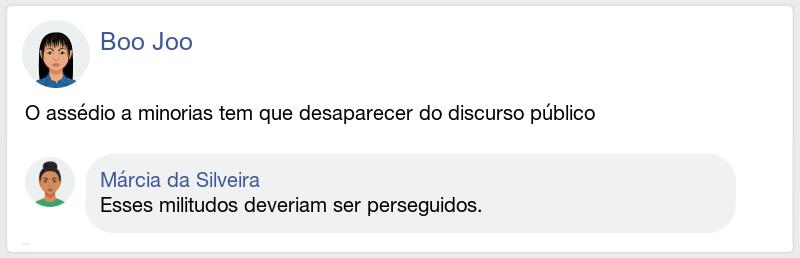 Boo Joo
O assédio a minorias tem que desaparecer do discurso público
Márcia da Silveira
Esses militudos deveriam ser perseguidos.